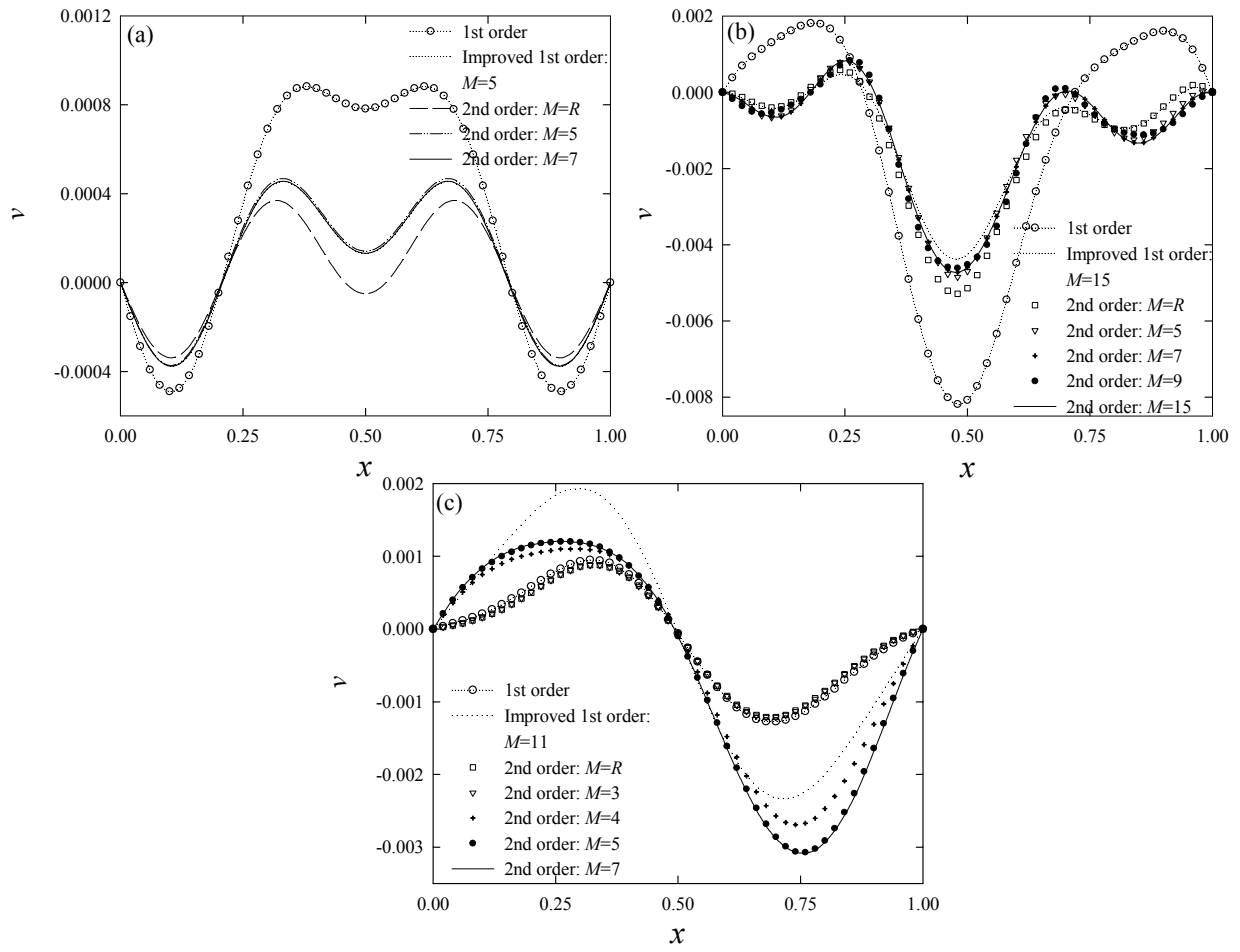 (a)
0.0012
0.0008
0.0004
0.0000
-0.0004
v
1st order
Improved 1st order:
M=5
2nd order: M=R
2nd order: M=5
2nd order: M=7
0.00
0.25
0.50
0.75
1.00
x
(b)
0.002
0.000
-0.002
-0.004
-0.006
-0.008
v
1st order
Improved 1st order:
M=15
2nd order: M=R
2nd order: M=5
2nd order: M=7
2nd order: M=9
2nd order: M=15
0.00
0.25
0.50
0.75
1.00
x
(c)
0.002
0.001
0.000
-0.001
-0.002
-0.003
v
1st order
Improved 1st order:
M=11
2nd order: M=R
2nd order: M=3
2nd order: M=4
2nd order: M=5
2nd order: M=7
0.00
0.25
0.50
0.75
1.00
x